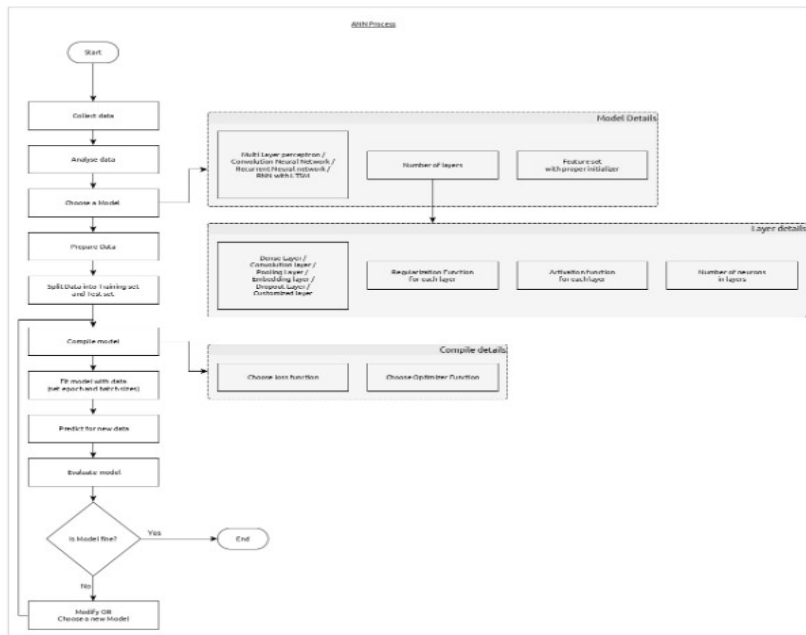 ANN Process
Start
Collect data
Analyse data
Choose a Model
Prepare Data
Split Data into Training set
and Test set
Compile model
Fit model with data
(set epoch and batch sizes)
Predict for new data
Evaluate model
Is Model fine?
Yes
End
No
Modify OR
Choose a new Model
Model Details
Multi Layer perceptron /
Convolution Neural Network /
Recurrent Neural network /
RNN with LTSM
Number of layers
Feature set
with proper initializer
Layer details
Dense Layer /
Convolution layer /
Pooling Layer /
Embedding layer /
Dropout Layer /
Customized layer
Regularization Function
for each layer
Activation function
for each layer
Number of neurons
in layers
Compile details
Choose loss function
Choose Optimizer Function